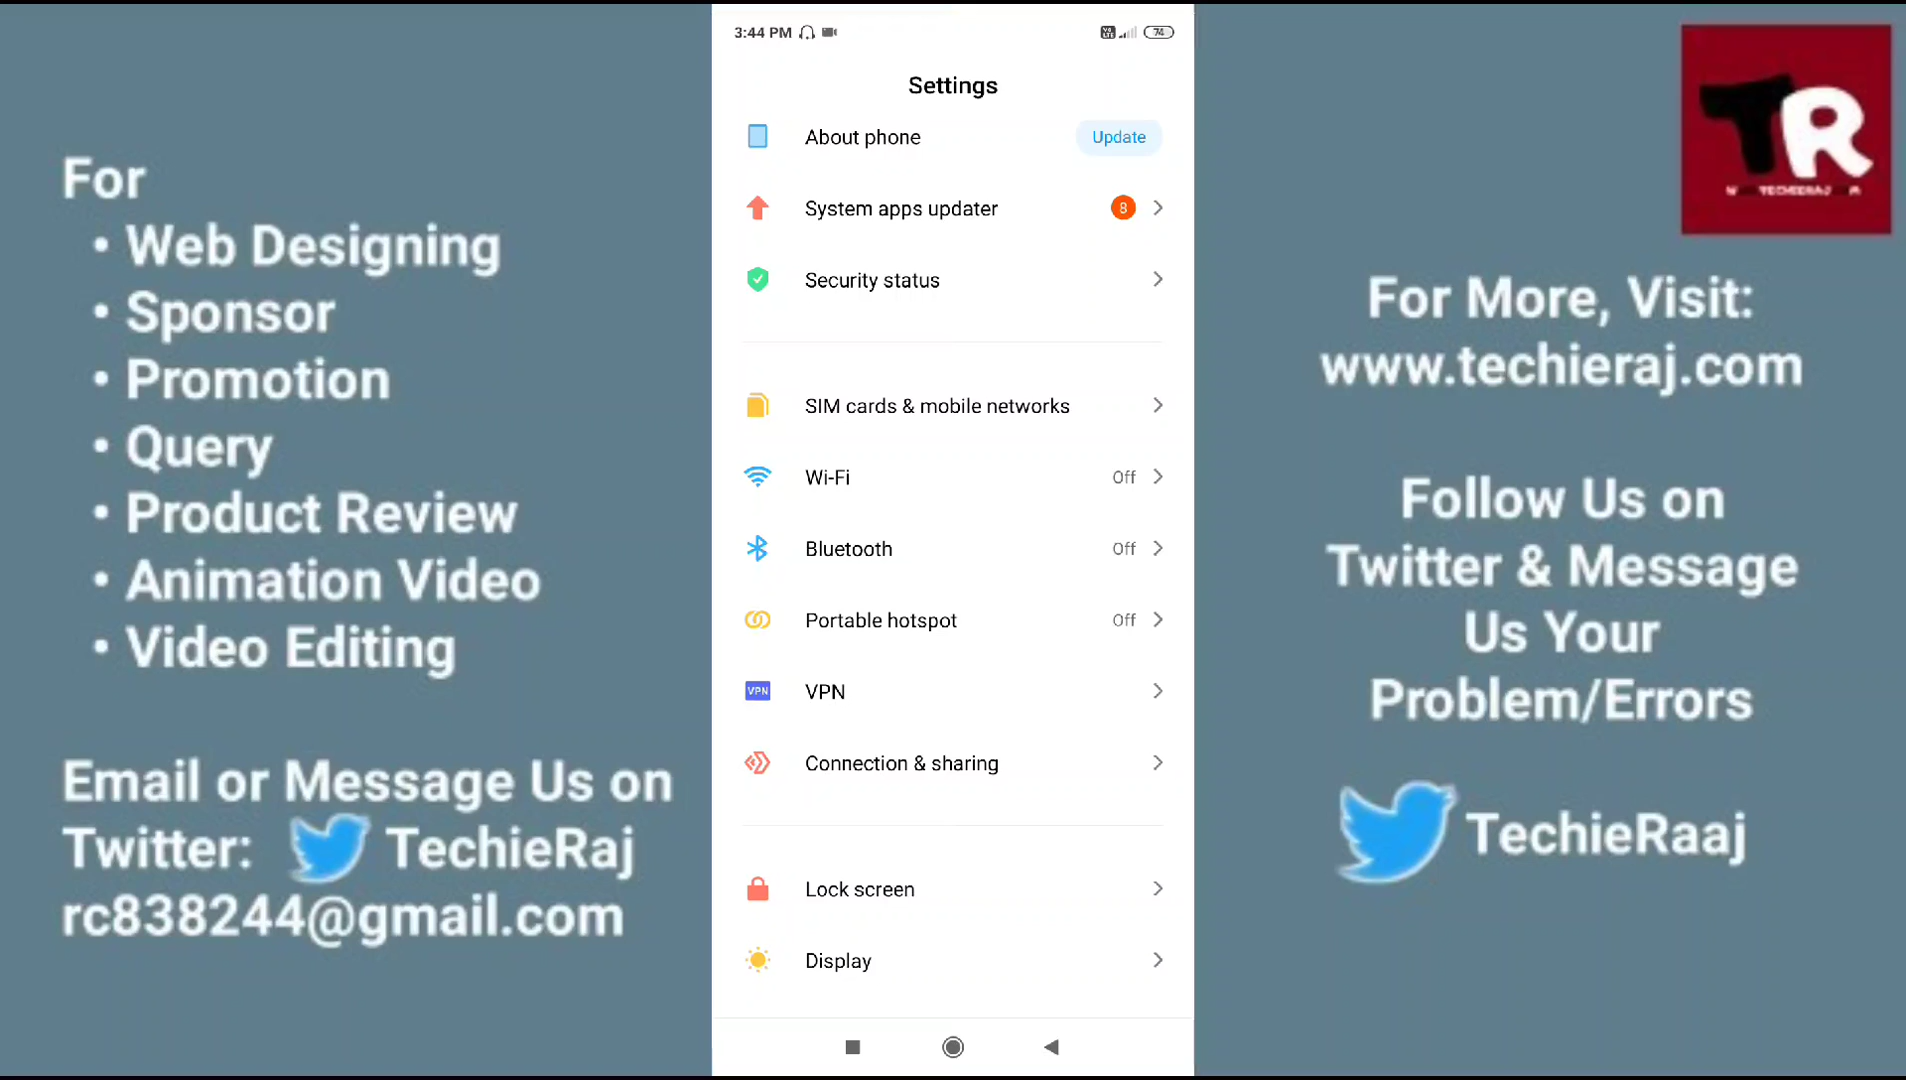 For
• Web Designing
• Sponsor
• Promotion
• Query
• Product Review
• Animation Video
• Video Editing
Email or Message Us on
Twitter: TechieRaj
rc838244@gmail.com
3:44 PM
74
Settings
About phone Update
System apps updater 8
Security status
SIM cards & mobile networks
Wi-Fi Off
Bluetooth Off
Portable hotspot Off
VPN VPN
Connection & sharing
Lock screen
Display
TR
For More, Visit:
www.techieraj.com
Follow Us on
Twitter & Message
Us Your
Problem/Errors
TechieRaaj